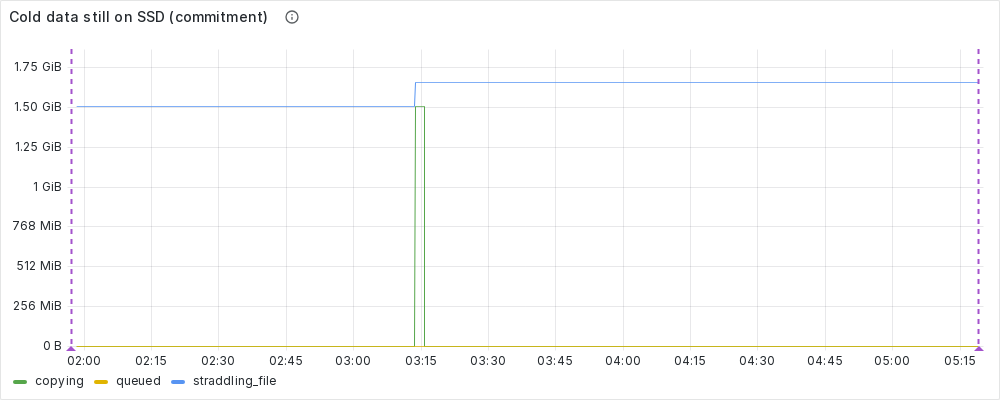 Cold data still on SSD (commitment)
1.75 GiB
1.50 GiB
1.25 GiB
1 GiB
768 MiB
512 MiB
256 MiB
0 B
02:00 02:15 02:30 02:45 03:00 03:15 03:30 03:45 04:00 04:15 04:30 04:45 05:00 05:15
copying queued straddling_file